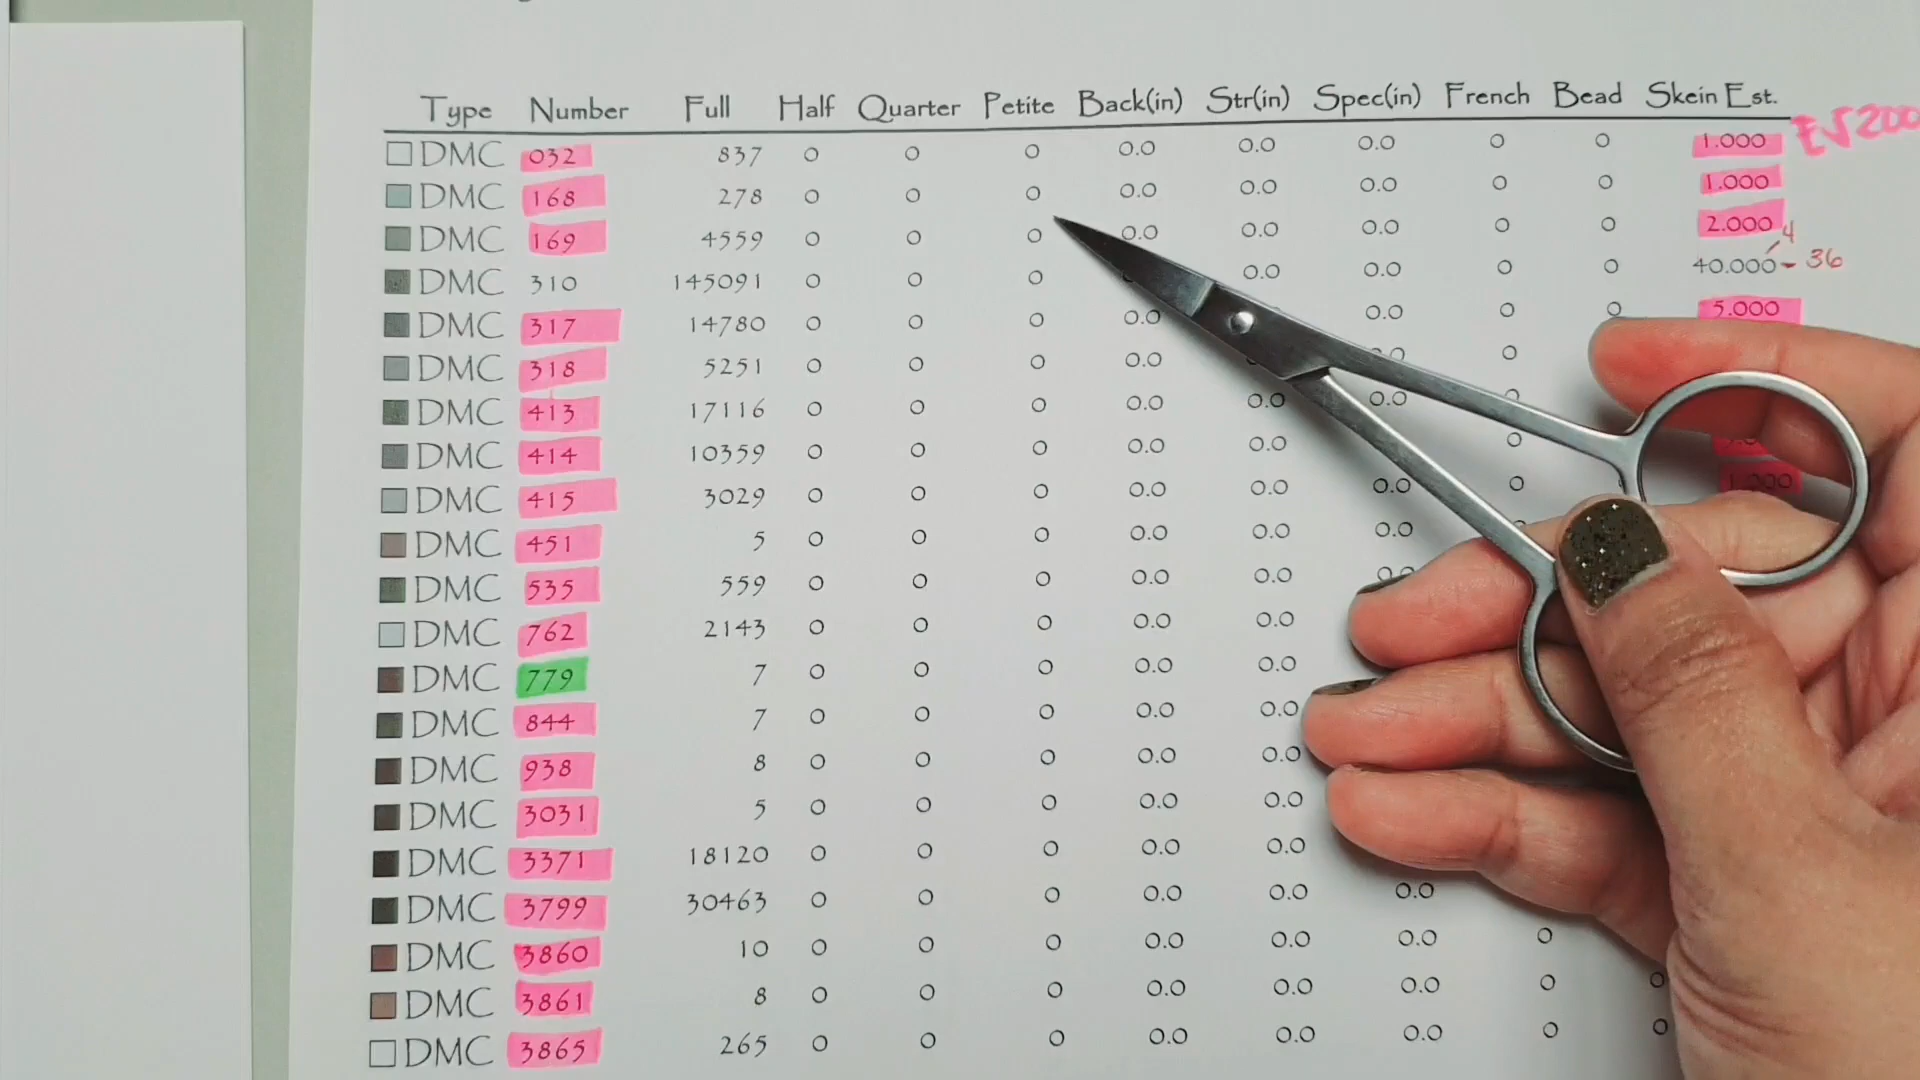 Type Number Full Half Quarter Petite Back(in) Str(in) Spec(in) French Bead Skein Est.
DMC 032 837 0 0 0 0.0 0.0 0.0 0 0 1.000
DMC 168 278 0 0 0 0.0 0.0 0.0 0 0 1.000
DMC 169 4559 0 0 0 0.0 0.0 0.0 0 0 2.000
4
DMC 310 145091 0 0 0 0.0 0.0 0 0 40.000 - 36
DMC 317 14780 0 0 0 0.0 0.0 0 0 5.000
DMC 318 5251 0 0 0 0.0 0
DMC 413 17116 0 0 0 0.0 0.0 0.0
DMC 414 10359 0 0 0 0.0 0.0 0
DMC 415 3029 0 0 0 0.0 0.0 0.0 0 1.000
DMC 451 5 0 0 0 0.0 0.0 0.0
DMC 535 559 0 0 0 0.0 0.0
DMC 762 2143 0 0 0 0.0 0.0
DMC 779 7 0 0 0 0.0 0.0
DMC 844 7 0 0 0 0.0 0.0
DMC 938 8 0 0 0 0.0 0.0
DMC 3031 5 0 0 0 0.0 0.0
DMC 3371 18120 0 0 0 0.0 0.0
DMC 3799 30463 0 0 0 0.0 0.0 0.0
DMC 3860 10 0 0 0 0.0 0.0 0.0 0
DMC 3861 8 0 0 0 0.0 0.0 0.0 0 0
DMC 3865 265 0 0 0 0.0 0.0 0.0 0 0